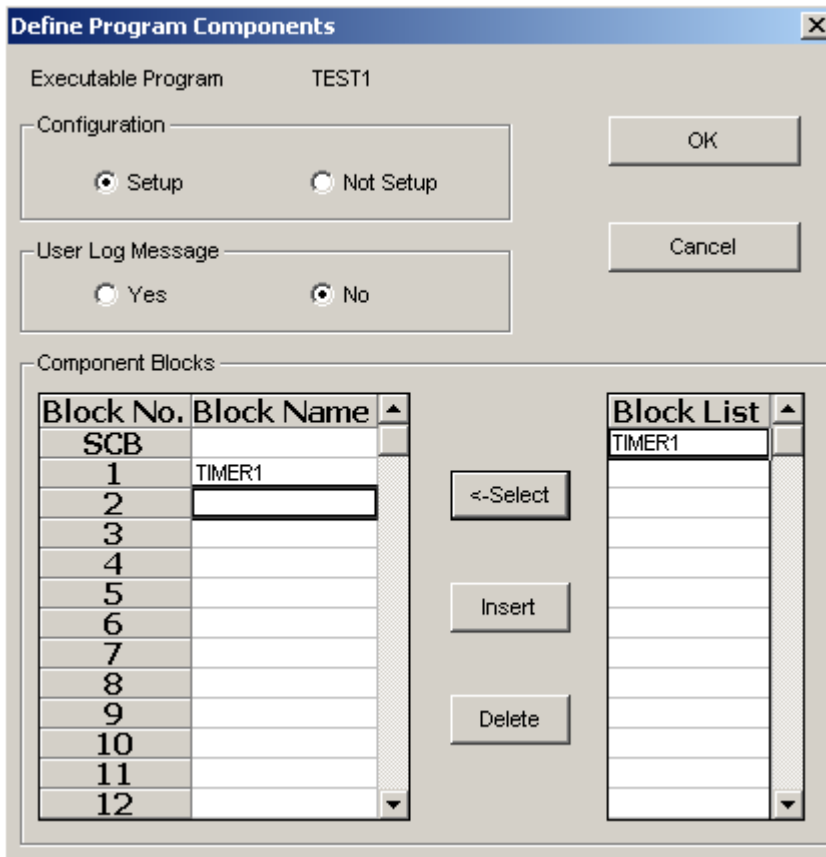 Define Program Components
Executable Program TEST1
Configuration
Setup Not Setup
OK
User Log Message
Yes No
Cancel
Component Blocks
Block No. Block Name
SCB
1 TIMER1
2
3
4
5
6
7
8
9
10
11
12
<-Select
Insert
Delete
Block List
TIMER1